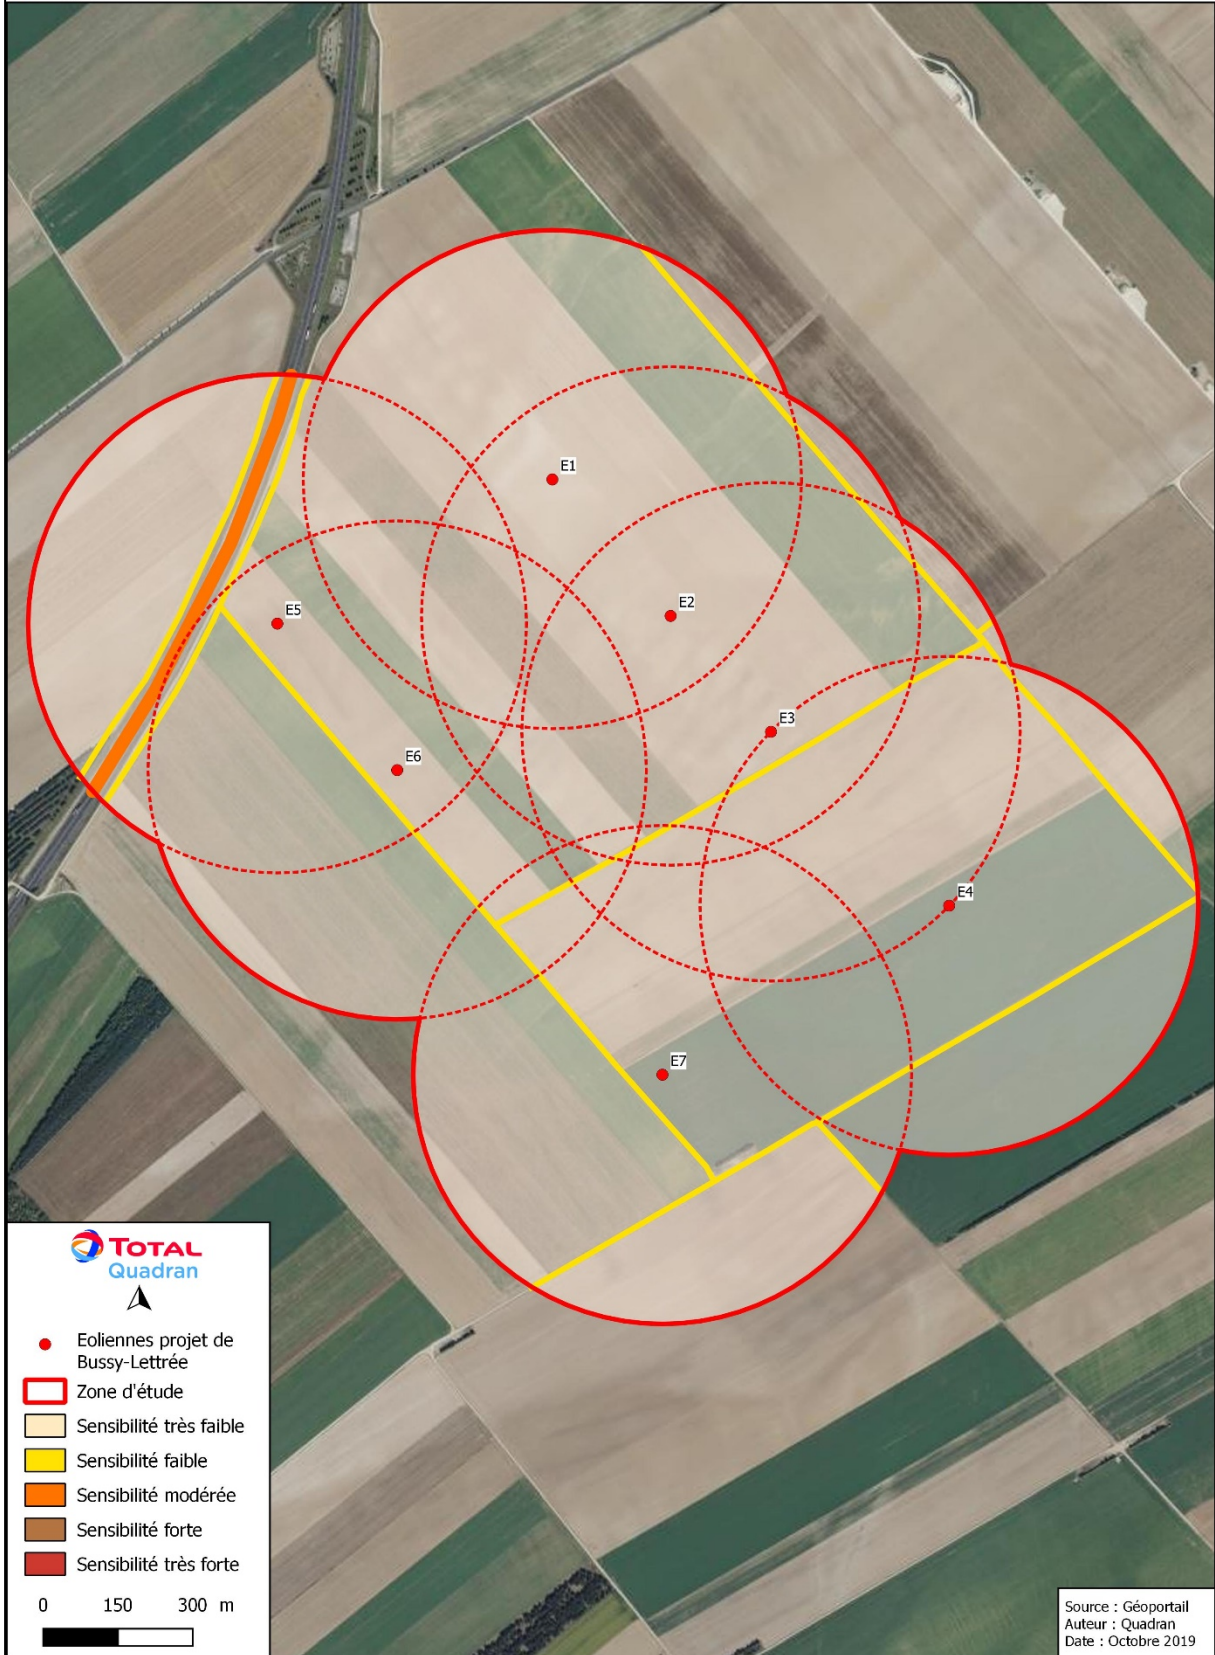 E1
E2
E5
E3
E6
E4
E7
TOTAL
Quadran
Eoliennes projet de
Bussy-Lettrée
Zone d'étude
Sensibilité très faible
Sensibilité faible
Sensibilité modérée
Sensibilité forte
Sensibilité très forte
0 150 300 m
Source : Géoportail
Auteur : Quadran
Date : Octobre 2019